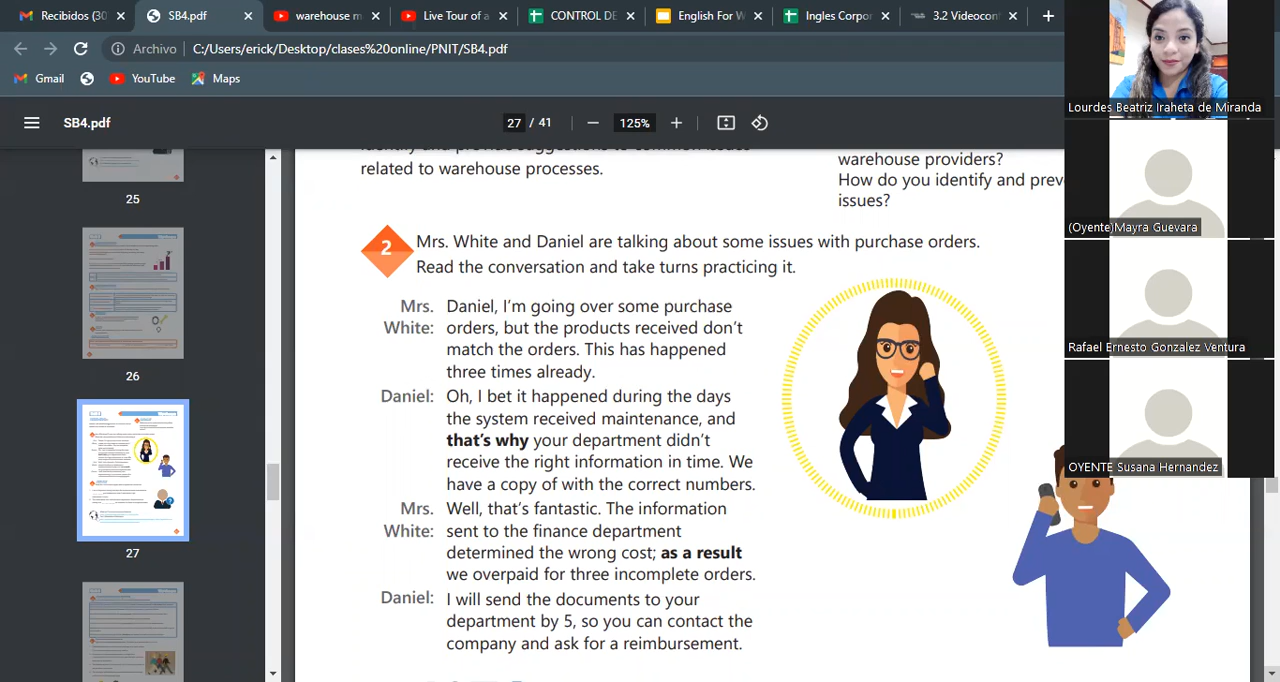 Recibidos (30
SB4.pdf
warehouse m
Live Tour of a
CONTROL DE
English For W
Ingles Corpor
3.2 Videocon
Archivo
C:/Users/erick/Desktop/clases%20online/PNIT/SB4.pdf
Gmail
YouTube
Maps
SB4.pdf
27 / 41
125%
25
26
27
related to warehouse processes.
warehouse providers?
How do you identify and prev
issues?
2
Mrs. White and Daniel are talking about some issues with purchase orders.
Read the conversation and take turns practicing it.
Mrs. Daniel, I'm going over some purchase
White: orders, but the products received don't
match the orders. This has happened
three times already.
Daniel: Oh, I bet it happened during the days
the system received maintenance, and
that's why your department didn't
receive the right information in time. We
have a copy of with the correct numbers.
Mrs. Well, that's fantastic. The information
White: sent to the finance department
determined the wrong cost; as a result
we overpaid for three incomplete orders.
Daniel: I will send the documents to your
department by 5, so you can contact the
company and ask for a reimbursement.
Lourdes Beatriz Iraheta de Miranda
(Oyente)Mayra Guevara
Rafael Ernesto Gonzalez Ventura
OYENTE Susana Hernandez